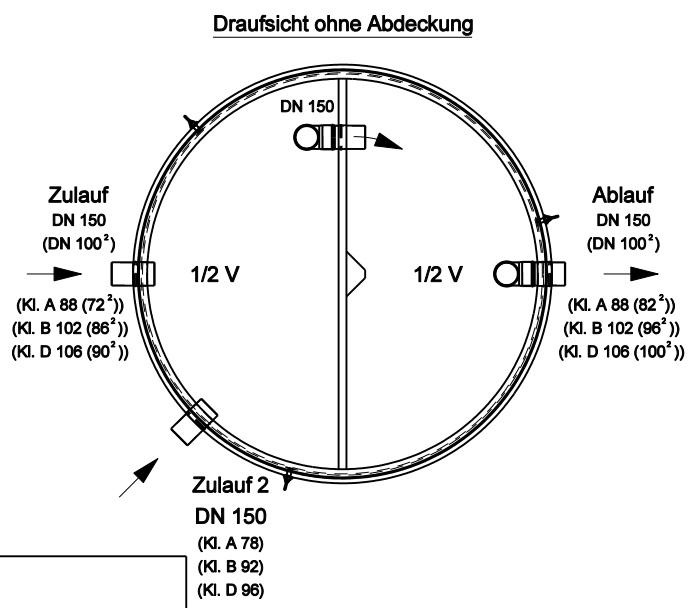 Draufsicht ohne Abdeckung
DN 150
Zulauf
DN 150
(DN 100²)
1/2 V
(Kl. A 88 (72²))
(Kl. B 102 (86²))
(Kl. D 106 (90²))
1/2 V
Ablauf
DN 150
(DN 100²)
(Kl. A 88 (82²))
(Kl. B 102 (96²))
(Kl. D 106 (100²))
Zulauf 2
DN 150
(Kl. A 78)
(Kl. B 92)
(Kl. D 96)